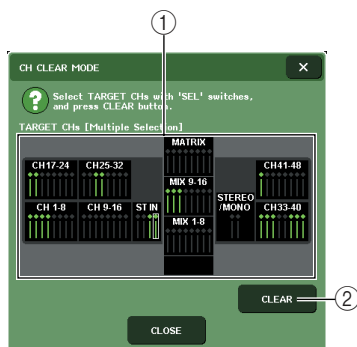 1
CH CLEAR MODE
×
?
Select TARGET CHs with 'SEL' switches,
and press CLEAR button.
TARGET CHs [Multiple Selection]
MATRIX
CH17-24 CH25-32 CH41-48
MIX 9-16
CH 1-8 CH 9-16 ST IN STEREO
/MONO CH33-40
MIX 1-8
CLEAR 2
CLOSE